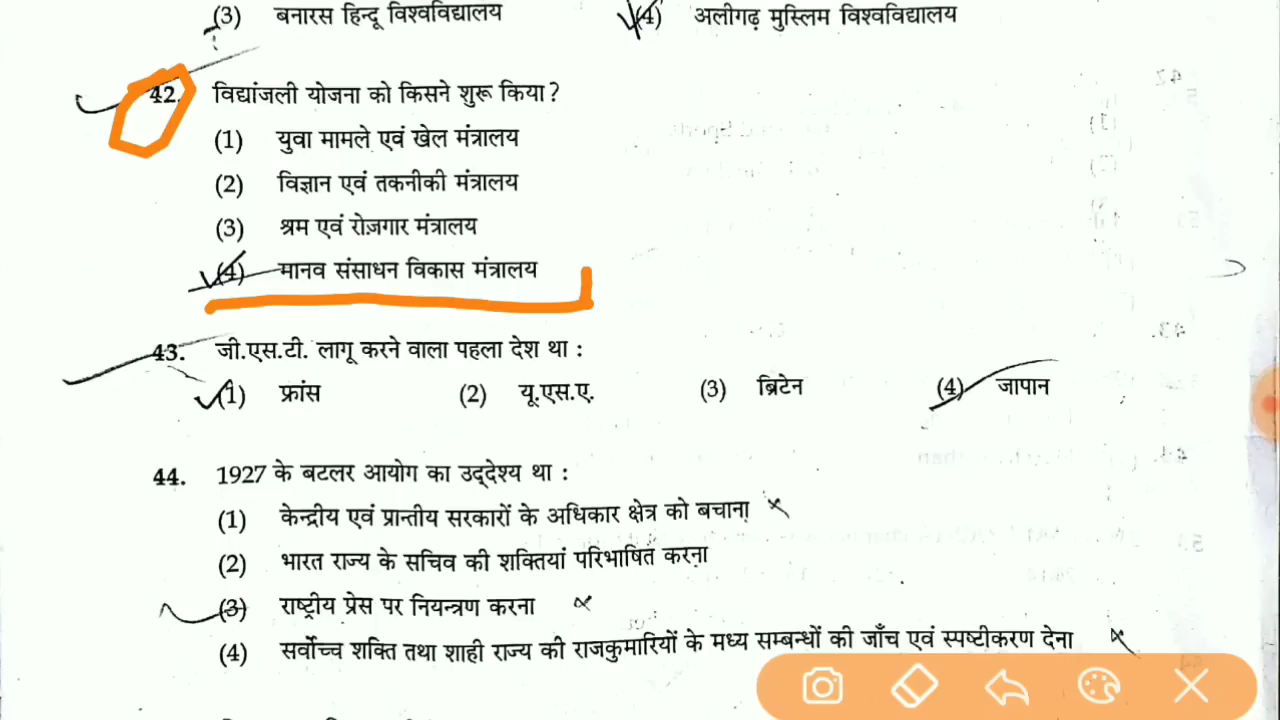 (3) बनारस हिन्दू विश्वविद्यालय (4) अलीगढ़ मुस्लिम विश्वविद्यालय
42. विद्यांजली योजना को किसने शुरू किया?
(1) युवा मामले एवं खेल मंत्रालय
(2) विज्ञान एवं तकनीकी मंत्रालय
(3) श्रम एवं रोज़गार मंत्रालय
(4) मानव संसाधन विकास मंत्रालय
43. जी.एस.टी. लागू करने वाला पहला देश था :
(1) फ्रांस (2) यू.एस.ए. (3) ब्रिटेन (4) जापान
44. 1927 के बटलर आयोग का उद्देश्य था :
(1) केन्द्रीय एवं प्रान्तीय सरकारों के अधिकार क्षेत्र को बचाना
(2) भारत राज्य के सचिव की शक्तियां परिभाषित करना
(3) राष्ट्रीय प्रेस पर नियन्त्रण करना
(4) सर्वोच्च शक्ति तथा शाही राज्य की राजकुमारियों के मध्य सम्बन्धों की जाँच एवं स्पष्टीकरण देना